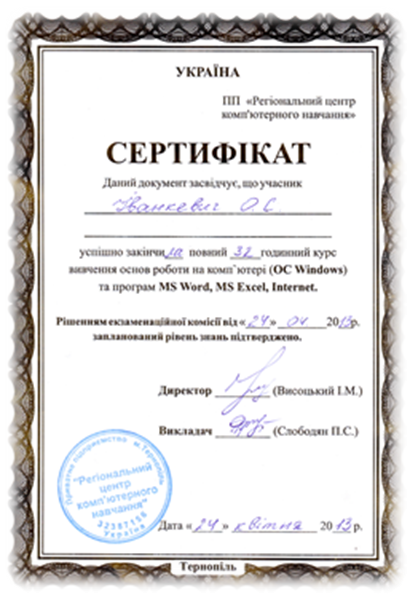 УКРАЇНА
ПП «Регіональний центр
комп'ютерного навчання»
СЕРТИФІКАТ
Даний документ засвідчує, що учасник
Іванкевич О.С.
успішно закінчила повний 32 годинний курс
вивчення основ роботи на комп`ютері (ОС Windows)
та програм MS Word, MS Excel, Internet.
Рішенням екзаменаційної комісії від « 24 » 04 2013р.
запланований рівень знань підтверджено.
Директор (Висоцький І.М.)
Викладач (Слободян П.С.)
Приватне підприємство м.Тернопіль
"Регіональний
центр
комп'ютерного
навчання"
Україна
Дата « 24 » квітня 2013р.
Тернопіль